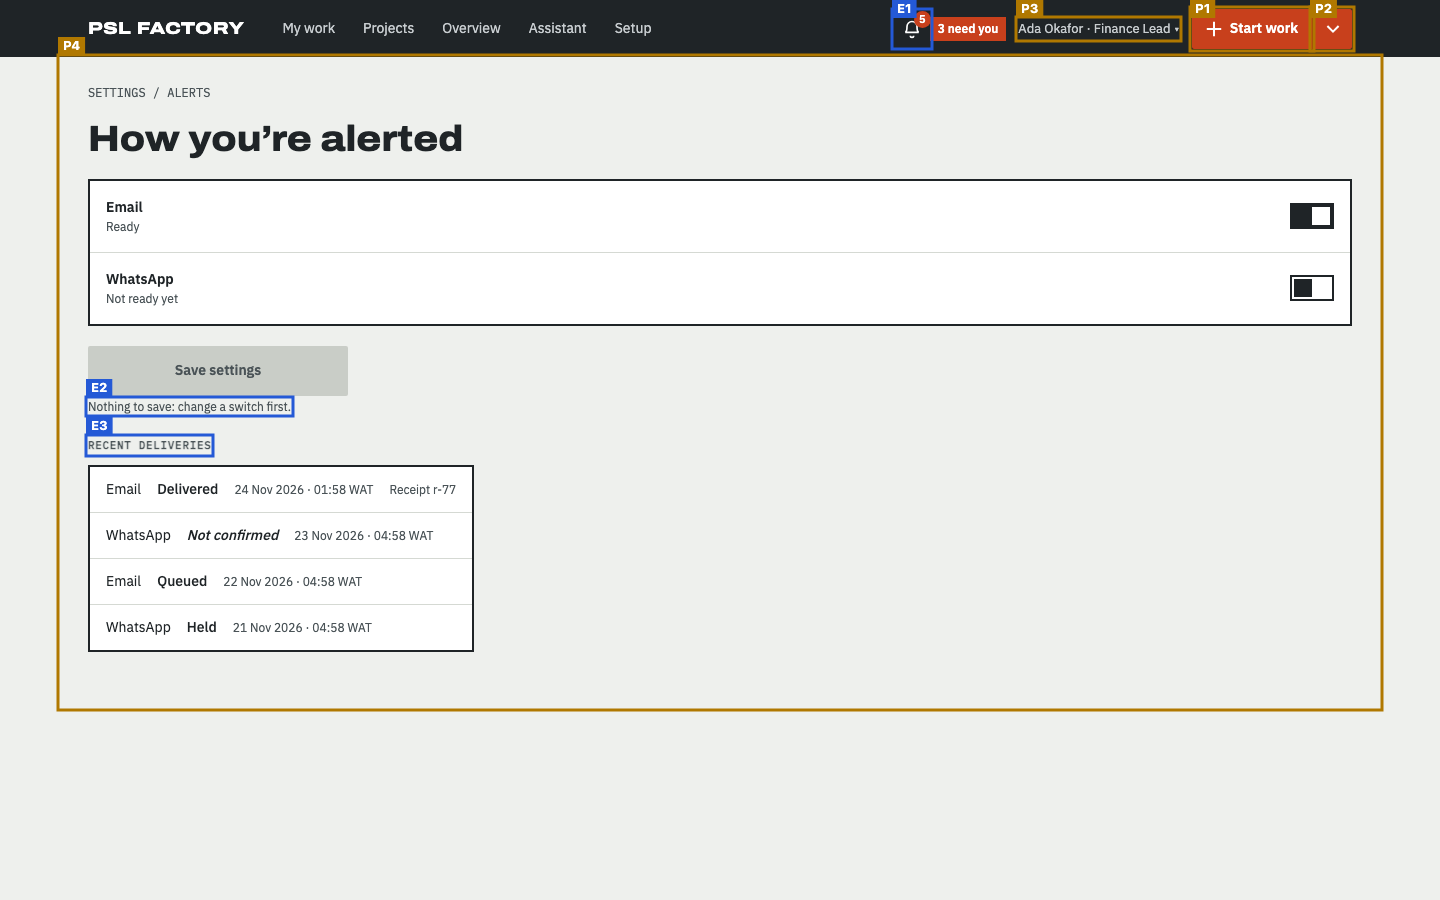 PSL FACTORY
My work
Projects
Overview
Assistant
Setup
E1
5
3 need you
P3
Ada Okafor · Finance Lead
P1
Start work
P2
P4
SETTINGS / ALERTS
How you’re alerted
Email
Ready
WhatsApp
Not ready yet
Save settings
E2
Nothing to save: change a switch first.
E3
RECENT DELIVERIES
Email Delivered 24 Nov 2026 · 01:58 WAT Receipt r-77
WhatsApp Not confirmed 23 Nov 2026 · 04:58 WAT
Email Queued 22 Nov 2026 · 04:58 WAT
WhatsApp Held 21 Nov 2026 · 04:58 WAT